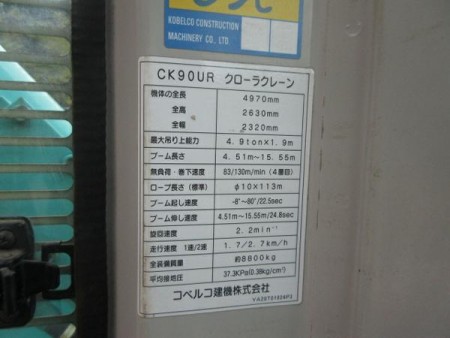 KOBELCO CONSTRUCTION
MACHINERY CO., LTD.
CK90UR クローラクレーン
機体の全長 4970mm
全高 2630mm
全幅 2320mm
最大吊り上能力 4.9ton×1.9m
ブーム長さ 4.51m〜15.55m
無負荷・巻下速度 83/130m/min(4層目)
ロープ長さ(標準) φ10×113m
ブーム起し速度 -8°~80°/22.5sec
ブーム伸し速度 4.51m~15.55m/24.8sec
旋回速度 2.2min⁻¹
走行速度 1速/2速 1.7/2.7km/h
全装備質量 約8800kg
平均接地圧 37.3KPa(0.38kg/cm²)
コベルコ建機株式会社